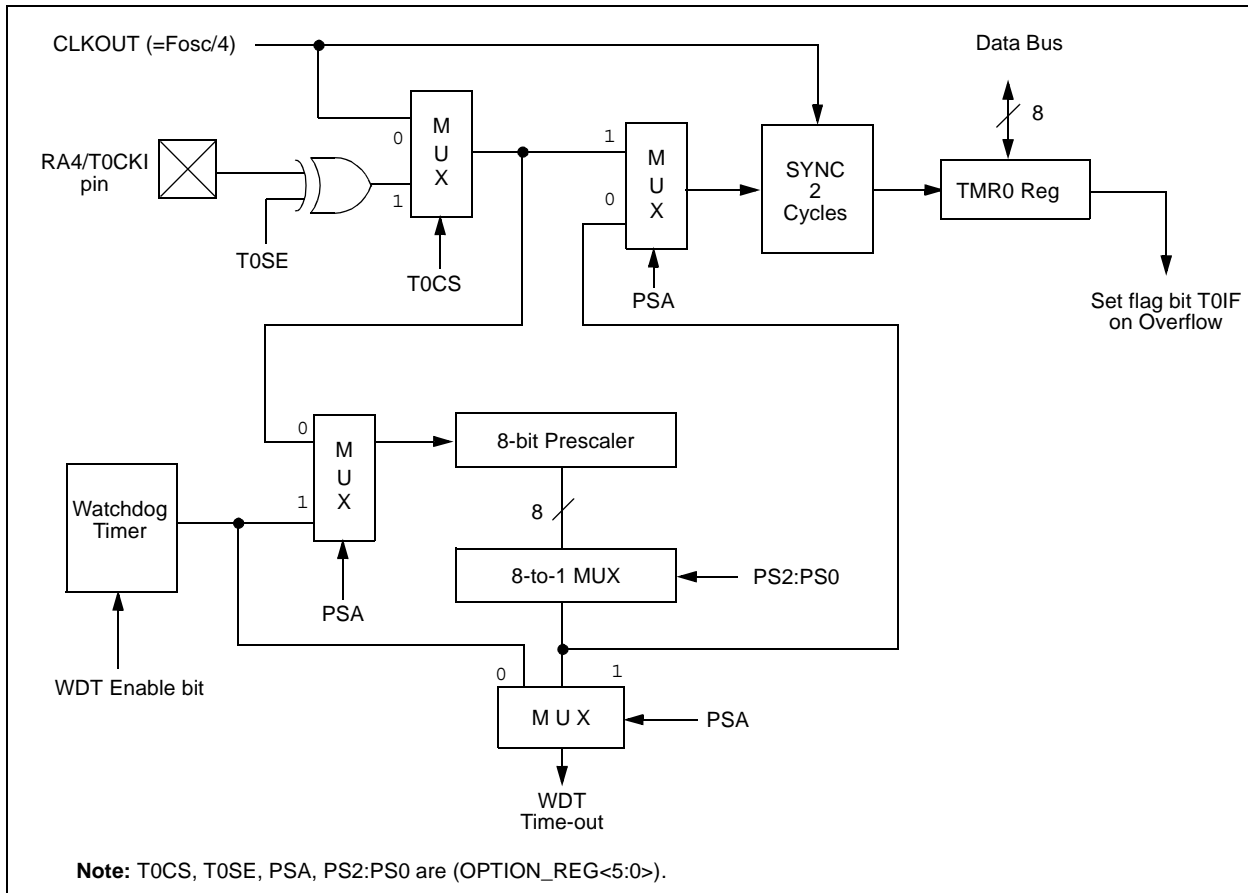 CLKOUT (=Fosc/4)
Data Bus
8
RA4/T0CKI
pin
0
1
M
U
X
T0SE
T0CS
1
0
M
U
X
PSA
SYNC
2
Cycles
TMR0 Reg
Set flag bit T0IF
on Overflow
0
1
M
U
X
PSA
8-bit Prescaler
8
Watchdog
Timer
8-to-1 MUX
PS2:PS0
WDT Enable bit
0
1
M U X
PSA
WDT
Time-out
Note: T0CS, T0SE, PSA, PS2:PS0 are (OPTION_REG<5:0>).